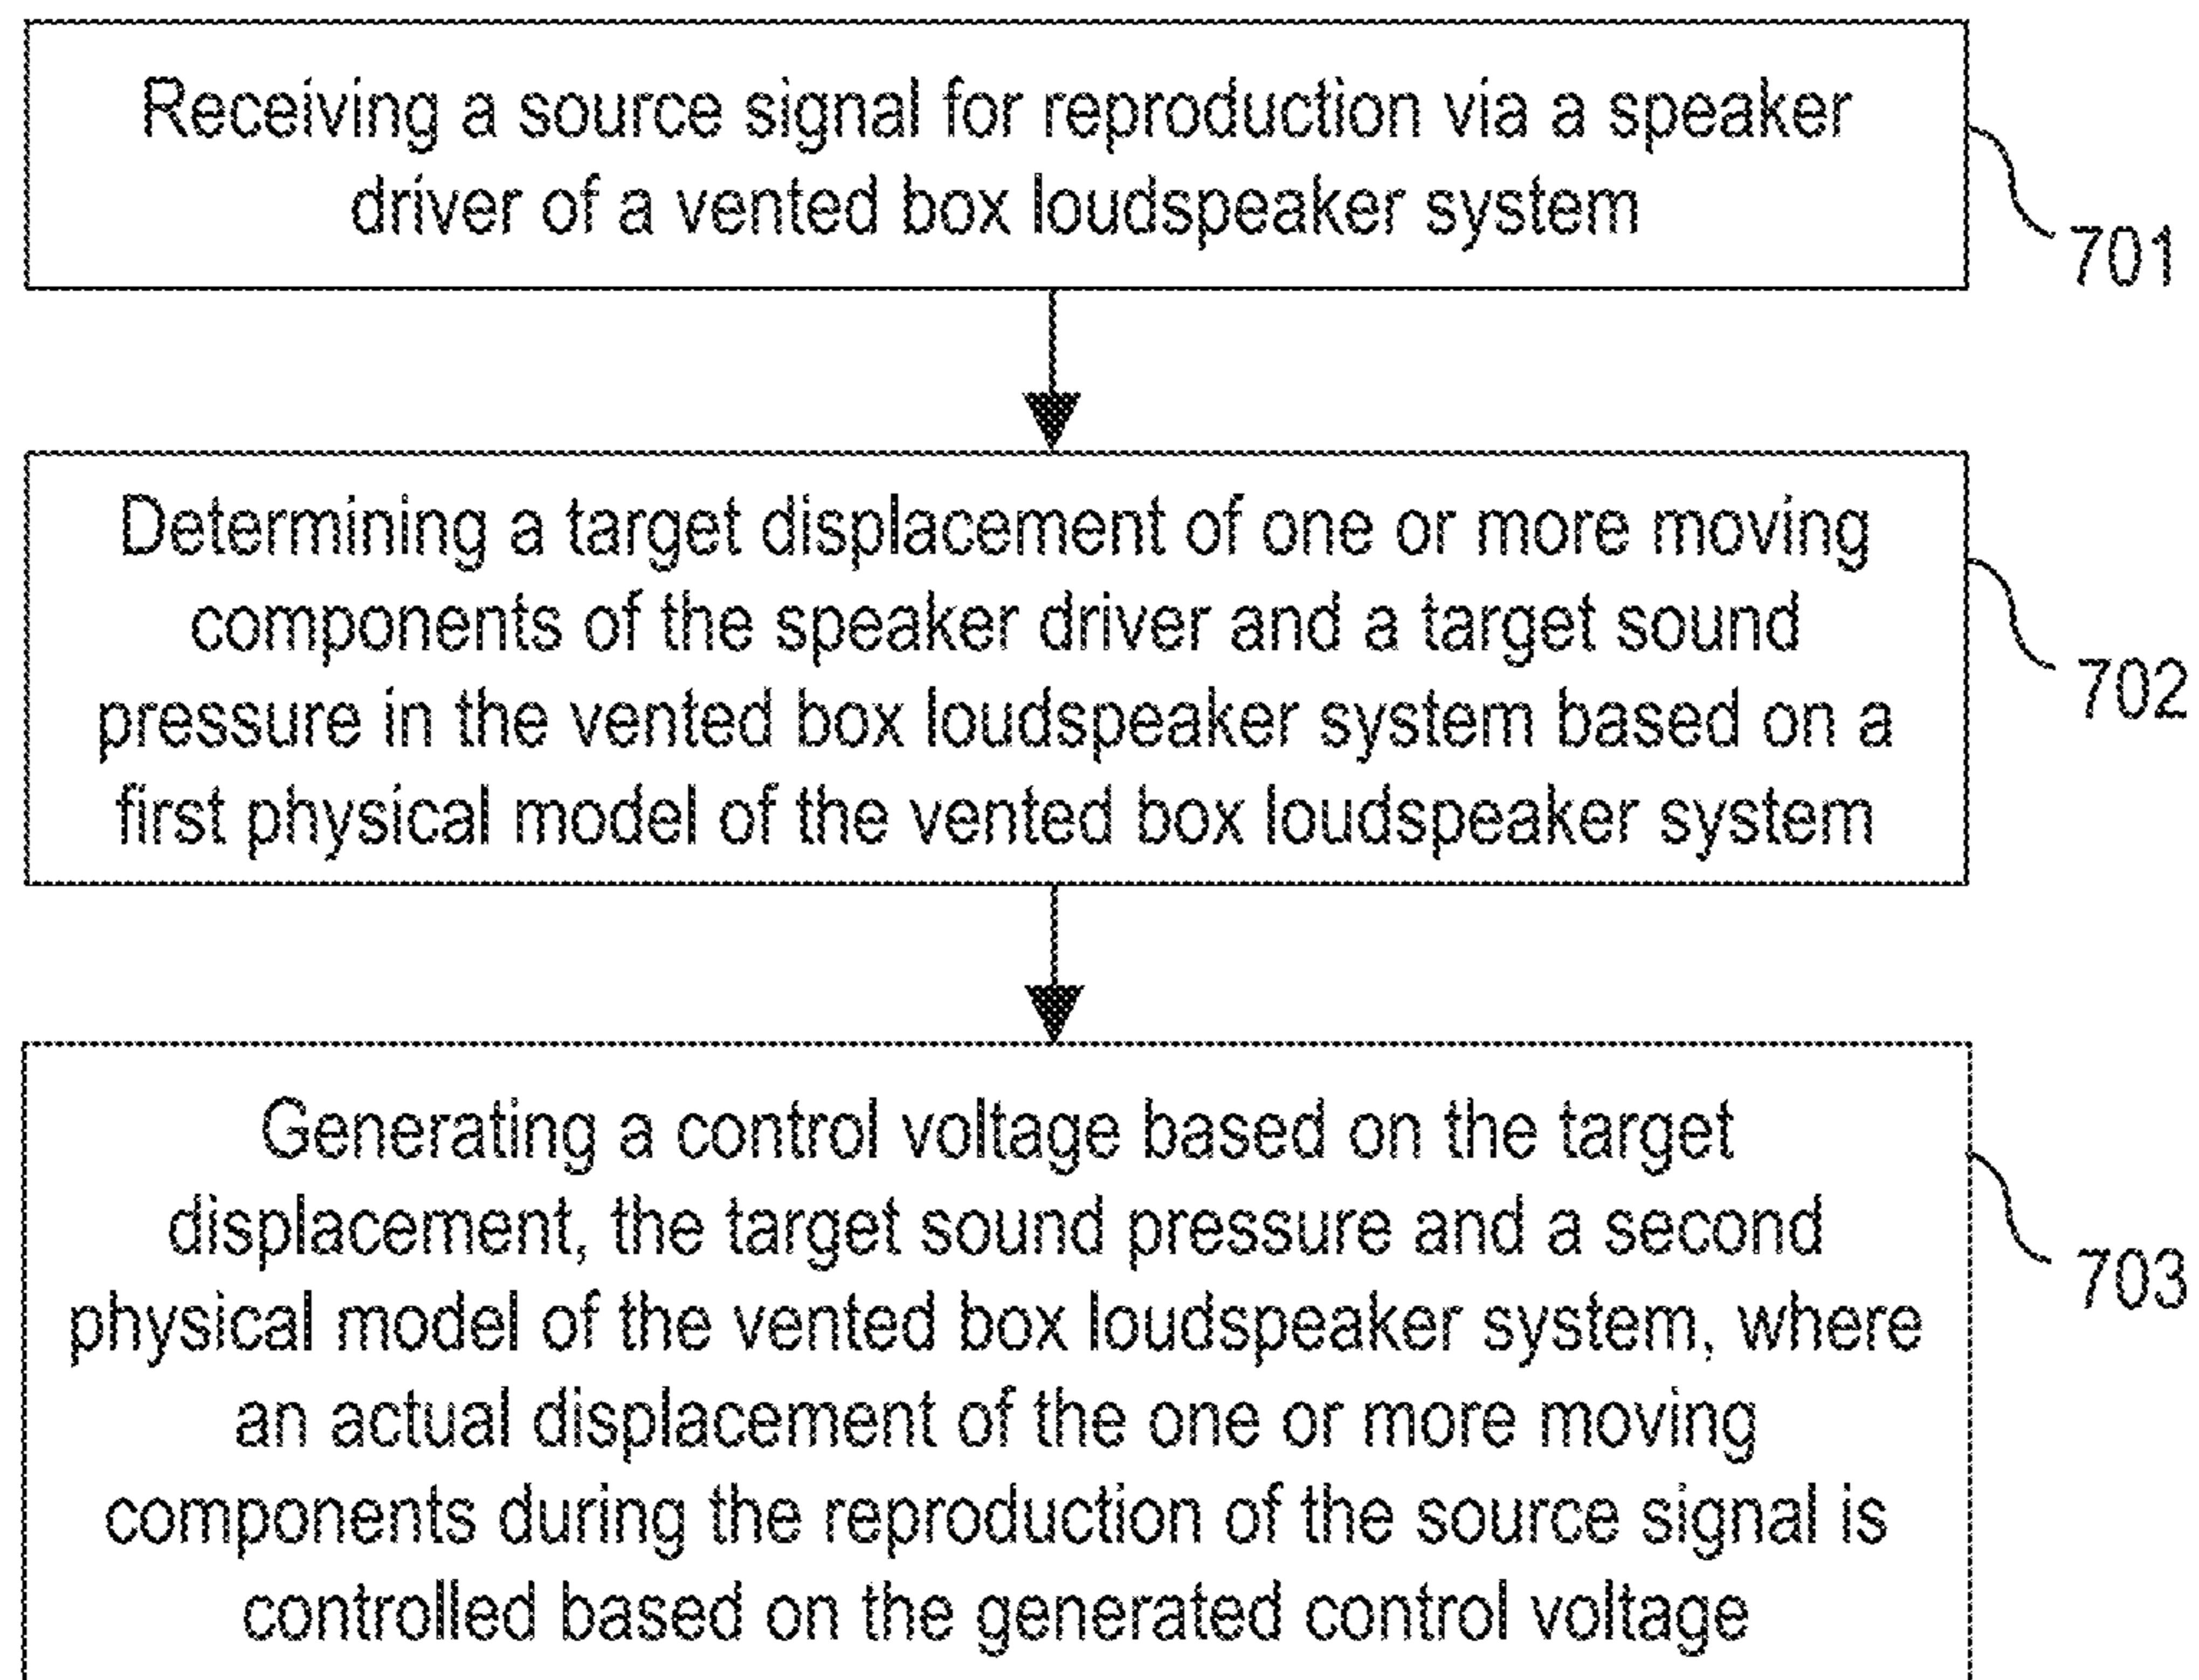 Receiving a source signal for reproduction via a speaker
driver of a vented box loudspeaker system
701
Determining a target displacement of one or more moving
components of the speaker driver and a target sound
pressure in the vented box loudspeaker system based on a
first physical model of the vented box loudspeaker system
702
Generating a control voltage based on the target
displacement, the target sound pressure and a second
physical model of the vented box loudspeaker system, where
an actual displacement of the one or more moving
components during the reproduction of the source signal is
controlled based on the generated control voltage
703